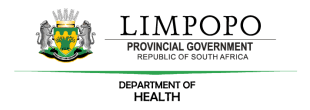 LIMPOPO
PROVINCIAL GOVERNMENT
REPUBLIC OF SOUTH AFRICA
DEPARTMENT OF
HEALTH